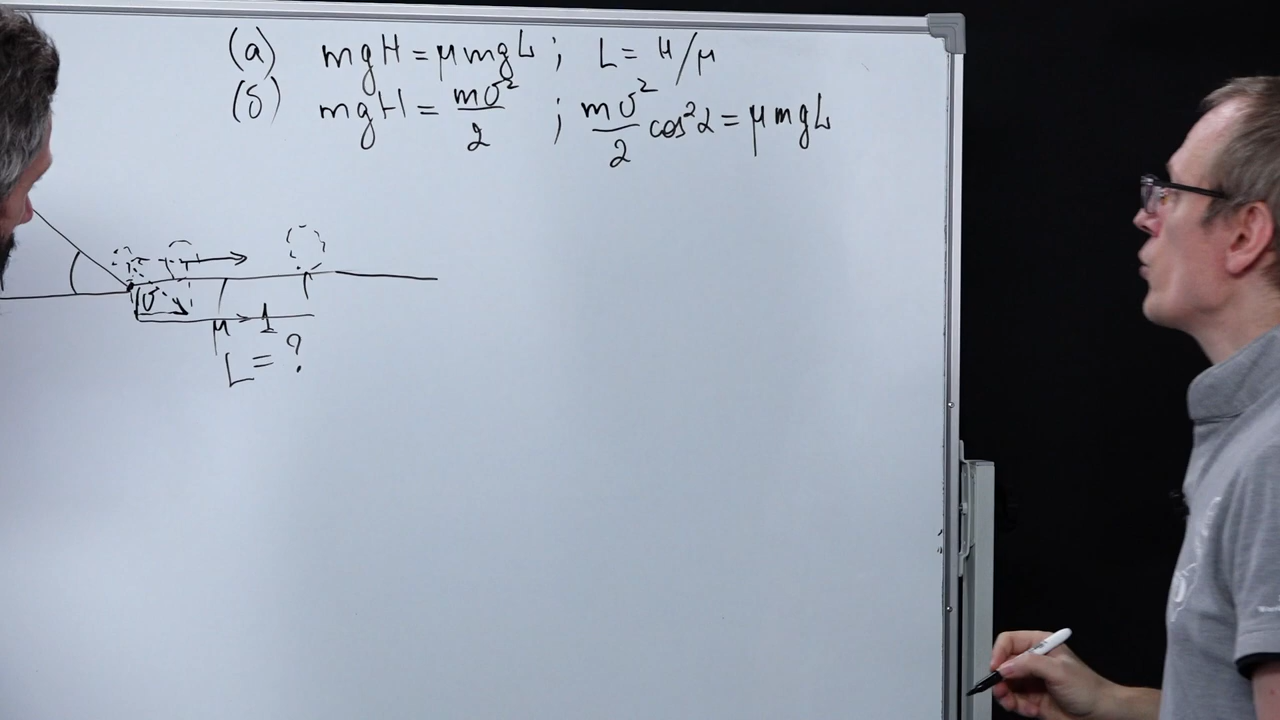 (а) mgH = μmgL ; L = H/μ
(б) mgH = mυ²/2 ; mυ²/2 cos²α = μmgL
υ
μ 1
L = ?